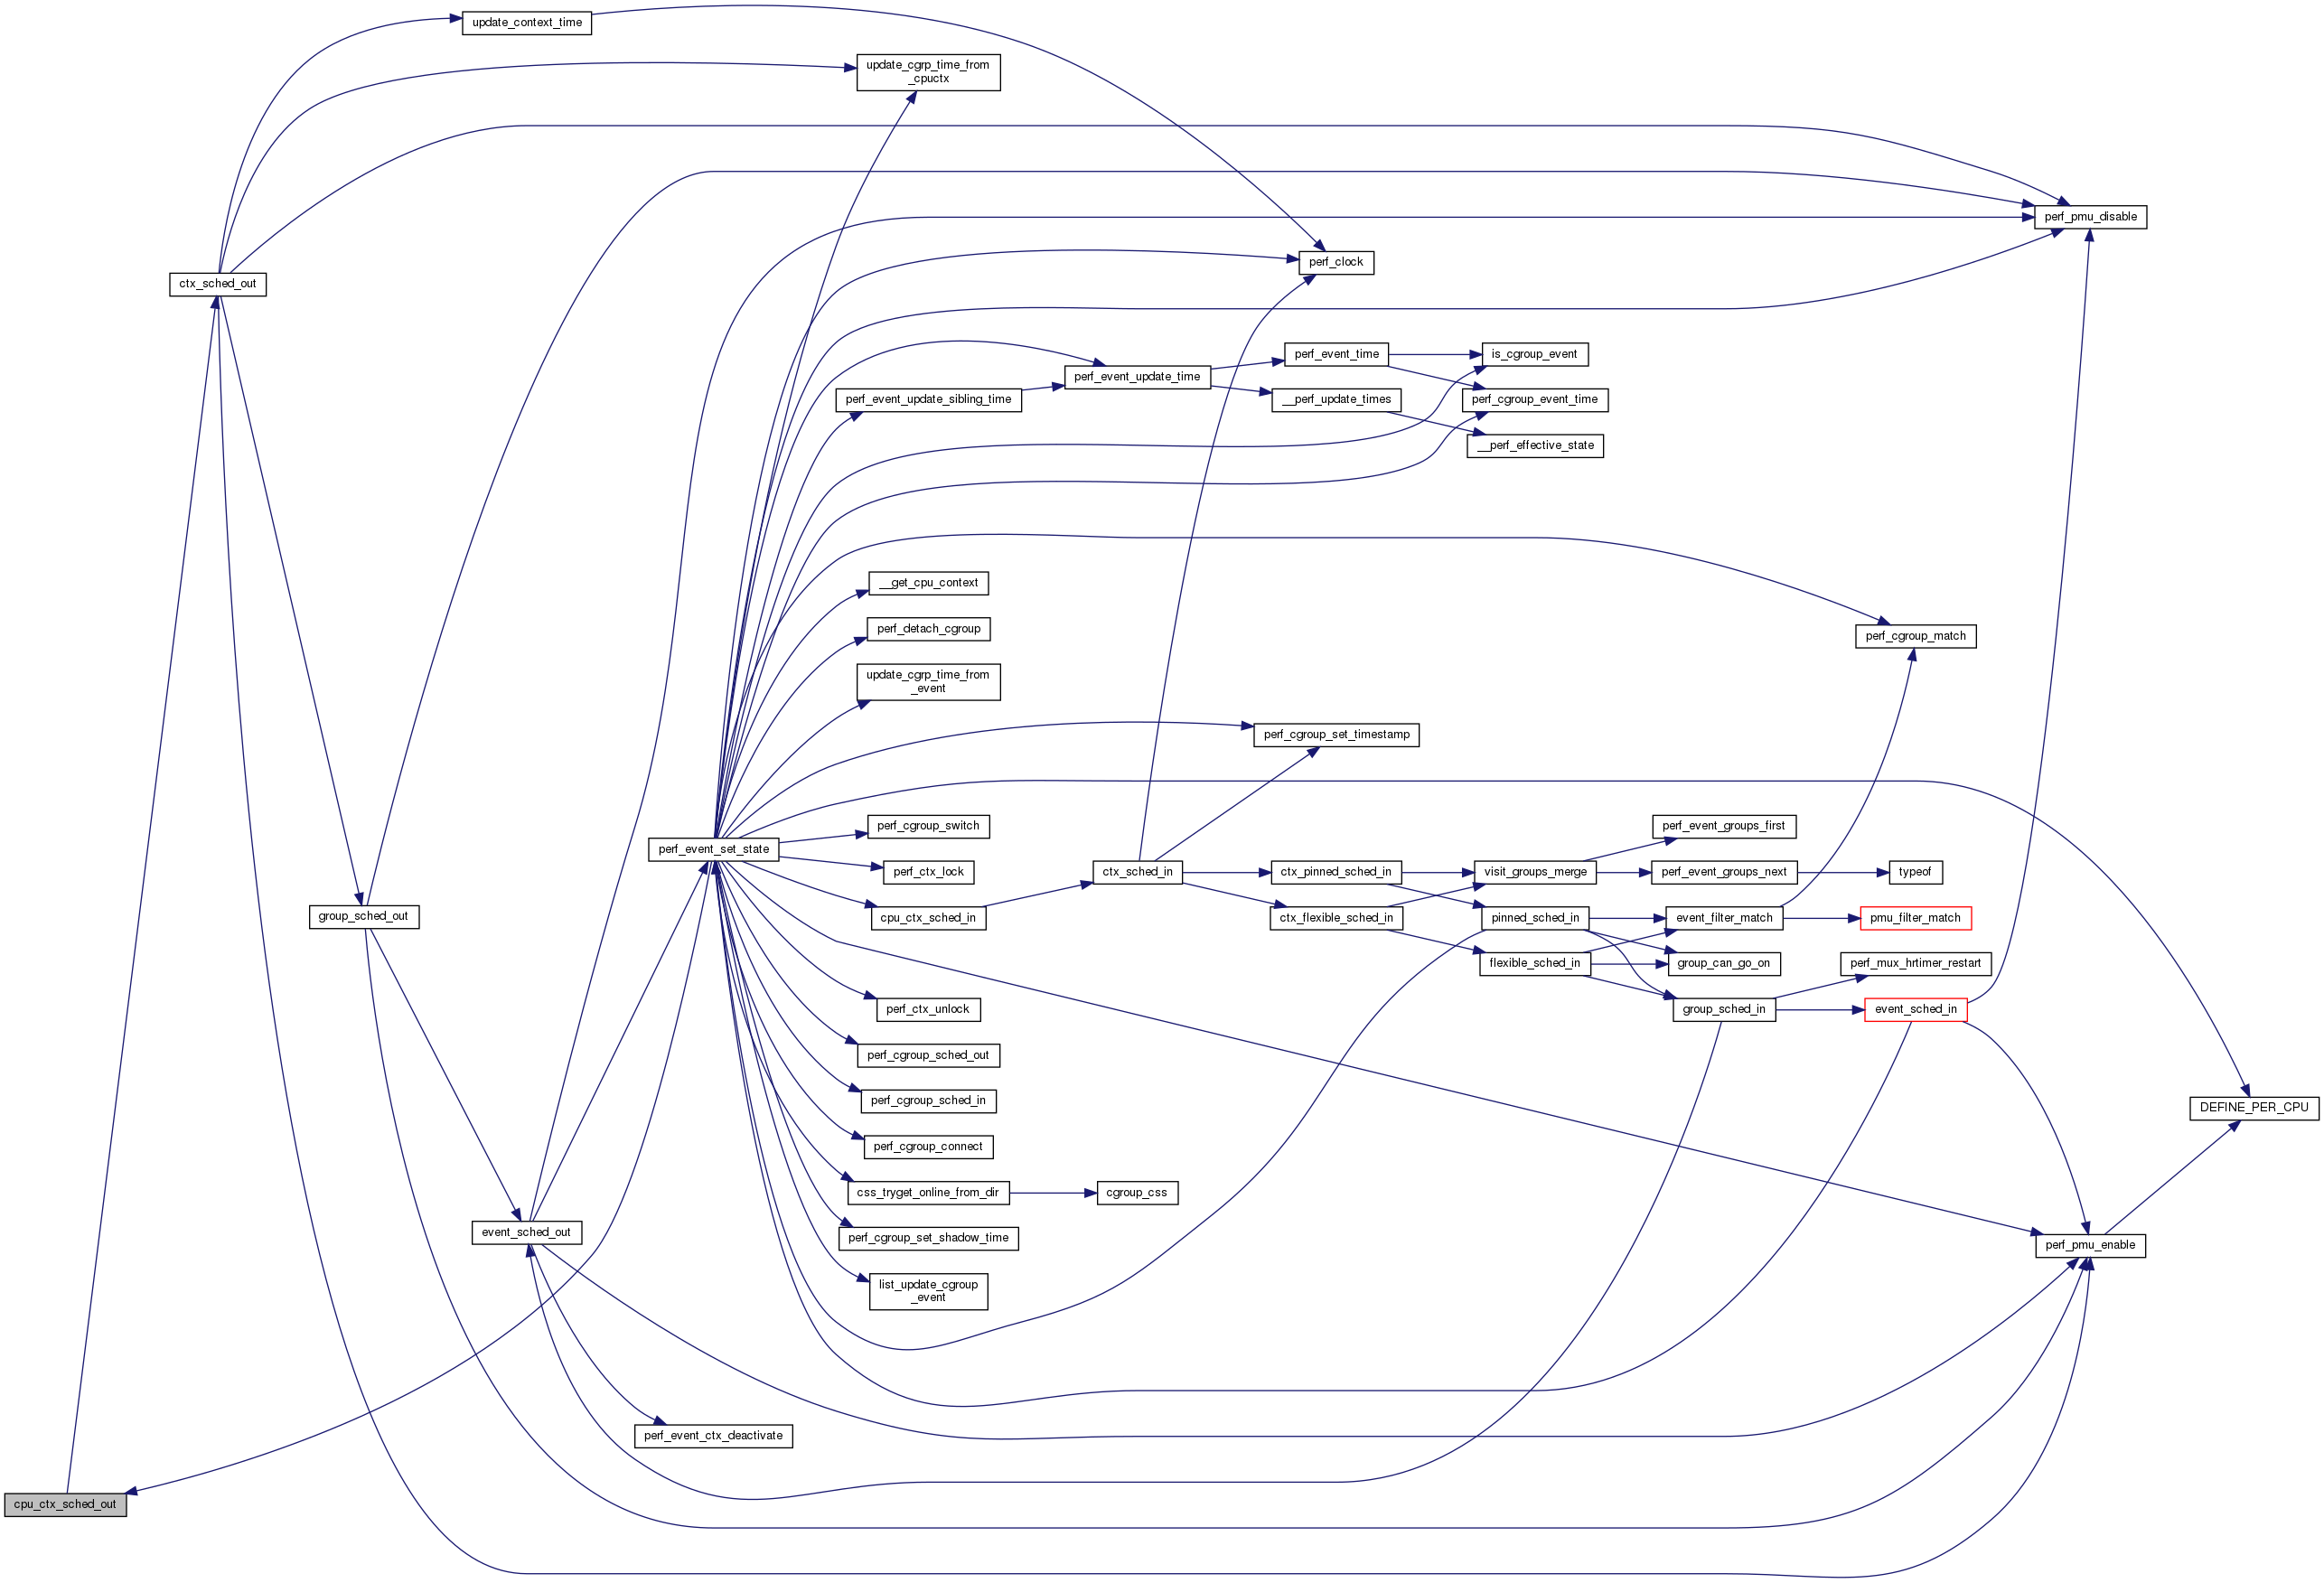 update_context_time
update_cgrp_time_from
_cpuctx
perf_pmu_disable
perf_clock
ctx_sched_out
perf_event_time
is_cgroup_event
perf_event_update_time
perf_event_update_sibling_time
__perf_update_times
perf_cgroup_event_time
__perf_effective_state
__get_cpu_context
perf_detach_cgroup
perf_cgroup_match
update_cgrp_time_from
_event
perf_cgroup_set_timestamp
perf_cgroup_switch
perf_event_groups_first
perf_event_set_state
perf_ctx_lock
ctx_sched_in
ctx_pinned_sched_in
visit_groups_merge
perf_event_groups_next
typeof
group_sched_out
cpu_ctx_sched_in
ctx_flexible_sched_in
pinned_sched_in
event_filter_match
pmu_filter_match
flexible_sched_in
group_can_go_on
perf_mux_hrtimer_restart
perf_ctx_unlock
group_sched_in
event_sched_in
perf_cgroup_sched_out
perf_cgroup_sched_in
DEFINE_PER_CPU
perf_cgroup_connect
css_tryget_online_from_dir
cgroup_css
event_sched_out
perf_cgroup_set_shadow_time
perf_pmu_enable
list_update_cgroup
_event
perf_event_ctx_deactivate
cpu_ctx_sched_out